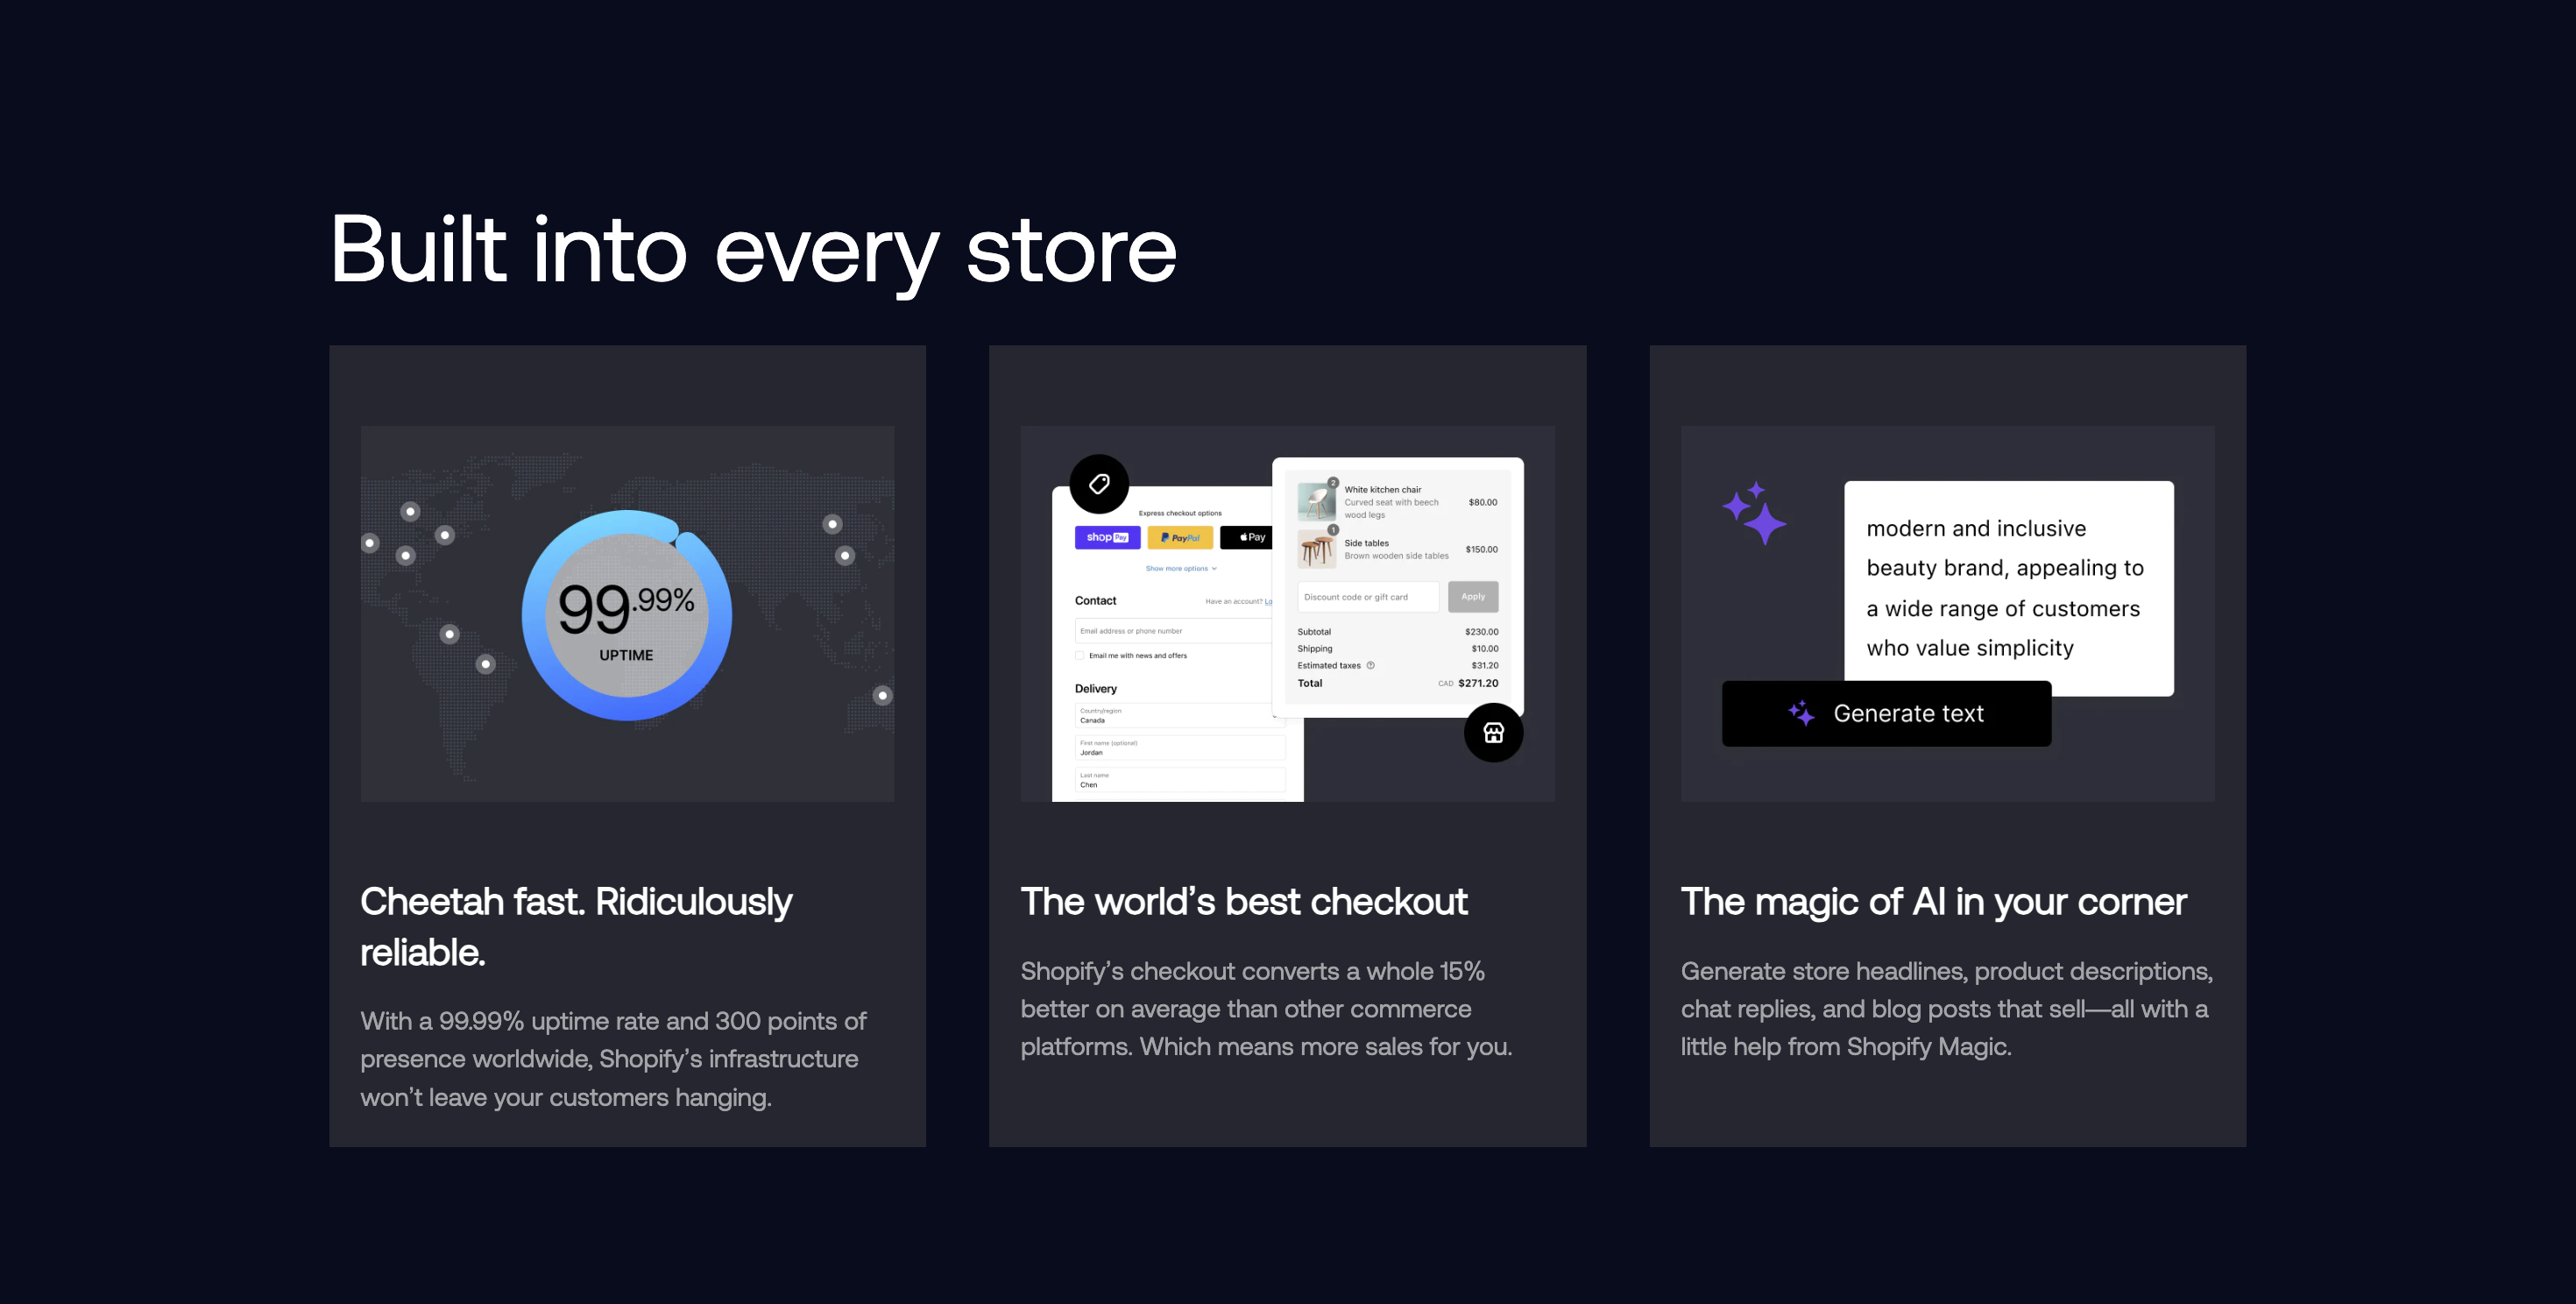 Built into every store
99.99%
UPTIME
Cheetah fast. Ridiculously
reliable.
With a 99.99% uptime rate and 300 points of
presence worldwide, Shopify’s infrastructure
won’t leave your customers hanging.
Express checkout options
shop Pay
PayPal
Pay
Show more options
Contact
Have an account? Lo
Email address or phone number
Email me with news and offers
Delivery
Country/region
Canada
First name (optional)
Jordan
Last name
Chen
2
White kitchen chair
Curved seat with beech
wood legs
$80.00
1
Side tables
Brown wooden side tables
$150.00
Discount code or gift card
Apply
Subtotal $230.00
Shipping $10.00
Estimated taxes $31.20
Total CAD $271.20
The world’s best checkout
Shopify’s checkout converts a whole 15%
better on average than other commerce
platforms. Which means more sales for you.
modern and inclusive
beauty brand, appealing to
a wide range of customers
who value simplicity
Generate text
The magic of AI in your corner
Generate store headlines, product descriptions,
chat replies, and blog posts that sell—all with a
little help from Shopify Magic.